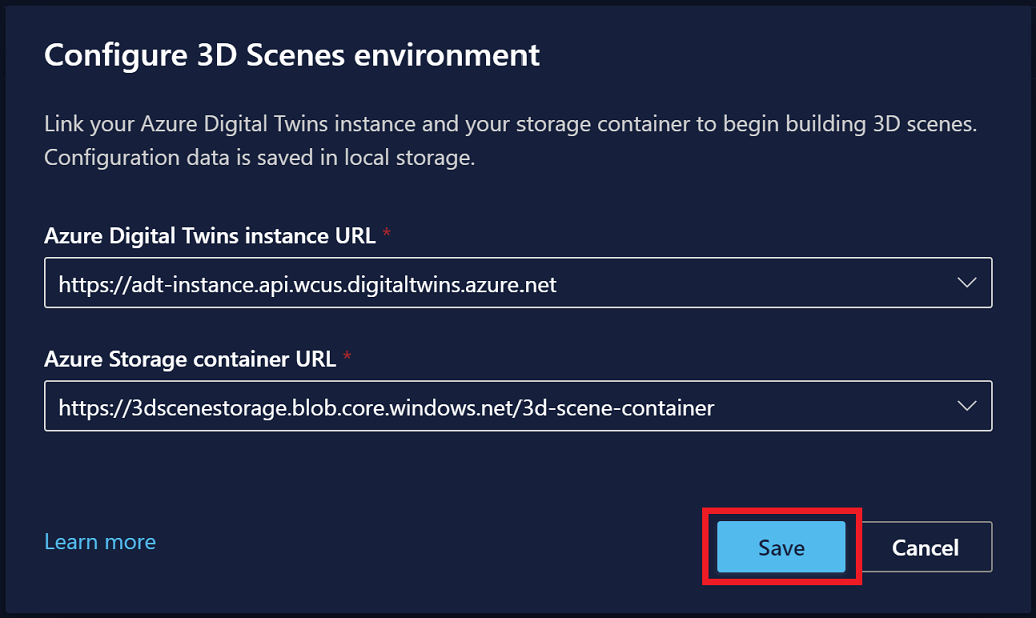 Configure 3D Scenes environment
Link your Azure Digital Twins instance and your storage container to begin building 3D scenes.
Configuration data is saved in local storage.
Azure Digital Twins instance URL *
https://adt-instance.api.wcus.digitaltwins.azure.net
Azure Storage container URL *
https://3dscenestorage.blob.core.windows.net/3d-scene-container
Learn more
Save
Cancel